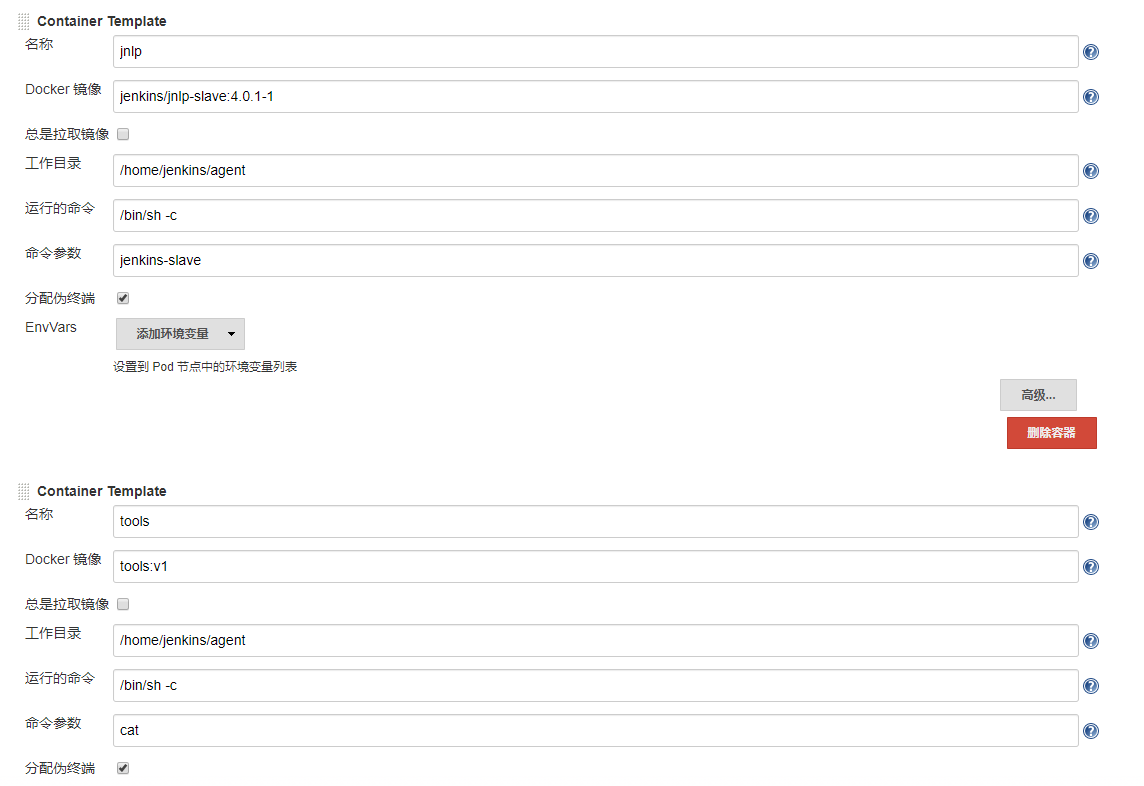 Container Template
名称
jnlp
Docker 镜像
jenkins/jnlp-slave:4.0.1-1
总是拉取镜像
工作目录
/home/jenkins/agent
运行的命令
/bin/sh -c
命令参数
jenkins-slave
分配伪终端
EnvVars
添加环境变量
设置到 Pod 节点中的环境变量列表
高级...
删除容器
Container Template
名称
tools
Docker 镜像
tools:v1
总是拉取镜像
工作目录
/home/jenkins/agent
运行的命令
/bin/sh -c
命令参数
cat
分配伪终端